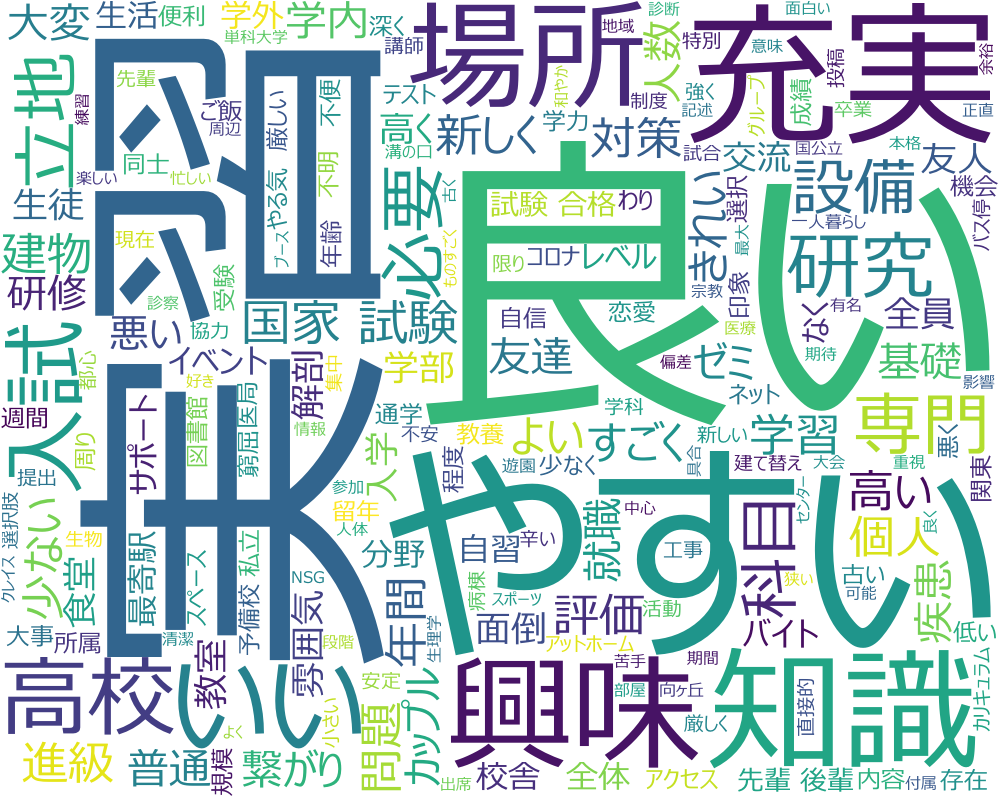 大変
生活
便利
学外
学内
深く
講師
地域
診断
面白い
余裕
単科大学
場所
充実
人数
特別
意味
投稿
立地
練習
先輩
実習
ご飯
周辺
厳しい
不便
テスト
和やか
制度
強く
記述
グループ
成績
卒業
正直
同士
やる気
不明
高く
新しく
学力
対策
試合
国公立
本格
楽しい
忙しい
溝の口
交流
友人
生徒
年齢
ブース
必要
古く
試験 合格
わり
設備
機会
バス停
選択
一人暮らし
建物
現在
受験
ものすごく
良い
限り
コロナ
レベル
きれい
最大
研究
研修
診察
国家 試験
恋愛
宗教
印象
なく
有名
全員
入試
悪い
協力
自信
医療
期待
都心
イベント
解剖
集中
学部
友達
偏差
ゼミ
基礎
影響
週間
サポート
好き
図書館
窮屈
医局
情報
通学
不安
学科
ネット
専門
周り
教養
よい
すごく
新しい
学習
悪く
提出
選択肢
クレイス
参加
入学
程度
遊園
少なく
具合
建て替え
大会
重視
関東
少ない
生物
最寄駅
スペース
予備校
私立
人体
留年
やすい
中心
センター
高い
良く
食堂
分野
自習
辛い
就職
工事
科目
個人
NSG
病棟
スポーツ
狭い
古い
可能
疾患
大事
所属
清潔
雰囲気
段階
年間
生理学
面倒
評価
活動
バイト
低い
アットホーム
高校
教室
いい
安定
興味
苦手
期間
知識
部屋
向ヶ丘
直接的
カリキュラム
小さい
問題
カップル
厳しく
進級
普通
規模
よく
繋がり
出席
校舎
全体
アクセス
先輩 後輩
内容
付属
存在